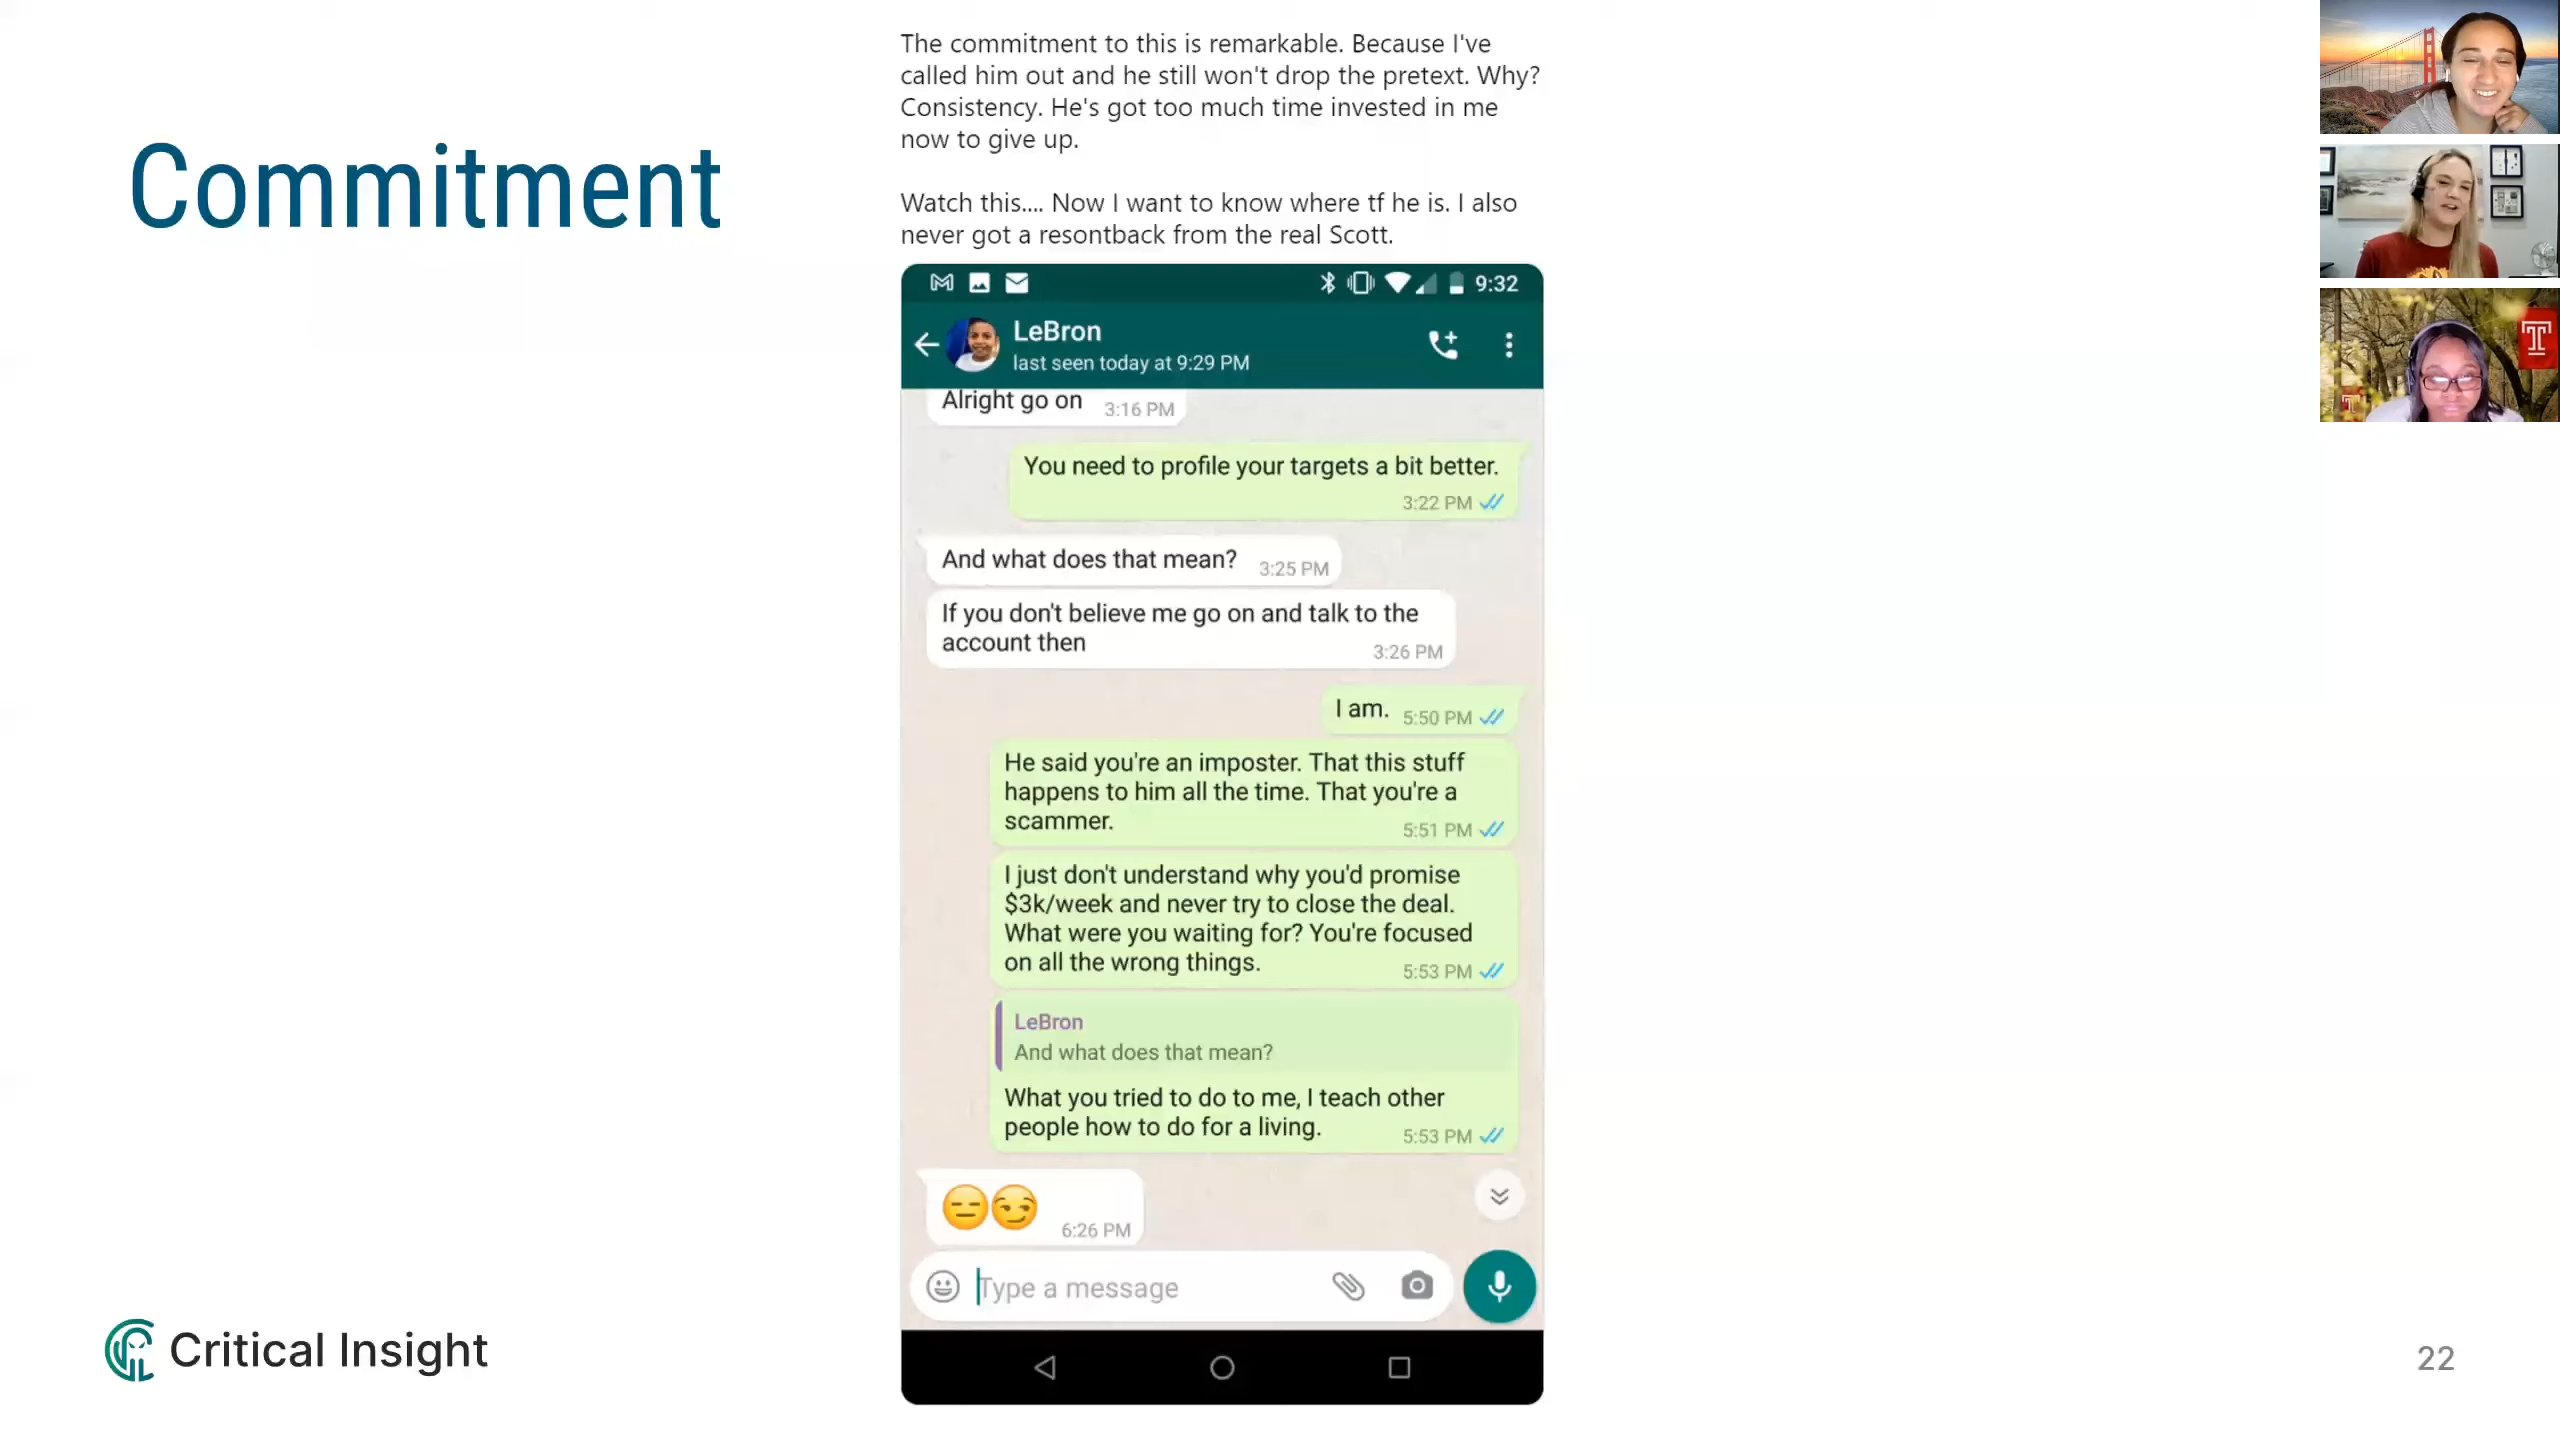 Commitment
The commitment to this is remarkable. Because I've
called him out and he still won't drop the pretext. Why?
Consistency. He's got too much time invested in me
now to give up.
Watch this.... Now I want to know where tf he is. I also
never got a resontback from the real Scott.
9:32
LeBron
last seen today at 9:29 PM
Alright go on 3:16 PM
You need to profile your targets a bit better.
3:22 PM
And what does that mean? 3:25 PM
If you don't believe me go on and talk to the
account then
3:26 PM
I am. 5:50 PM
He said you're an imposter. That this stuff
happens to him all the time. That you're a
scammer.
5:51 PM
I just don't understand why you'd promise
$3k/week and never try to close the deal.
What were you waiting for? You're focused
on all the wrong things.
5:53 PM
LeBron
And what does that mean?
What you tried to do to me, I teach other
people how to do for a living.
5:53 PM
😑😏 6:26 PM
Type a message
Critical Insight
22
T
T